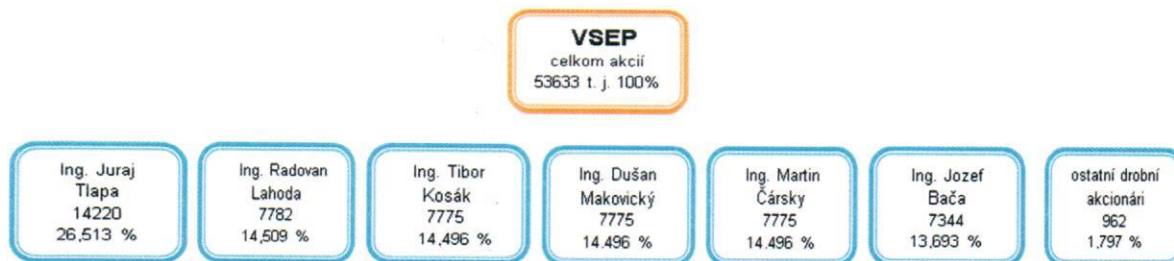 VSEP
celkom akcií
53633 t. j. 100%
Ing. Juraj
Tlapa
14220
26,513 %
Ing. Radovan
Lahoda
7782
14,509 %
Ing. Tibor
Kosák
7775
14,496 %
Ing. Dušan
Makovický
7775
14.496 %
Ing. Martin
Čársky
7775
14.496 %
Ing. Jozef
Bača
7344
13,693 %
ostatní drobní
akcionári
962
1,797 %